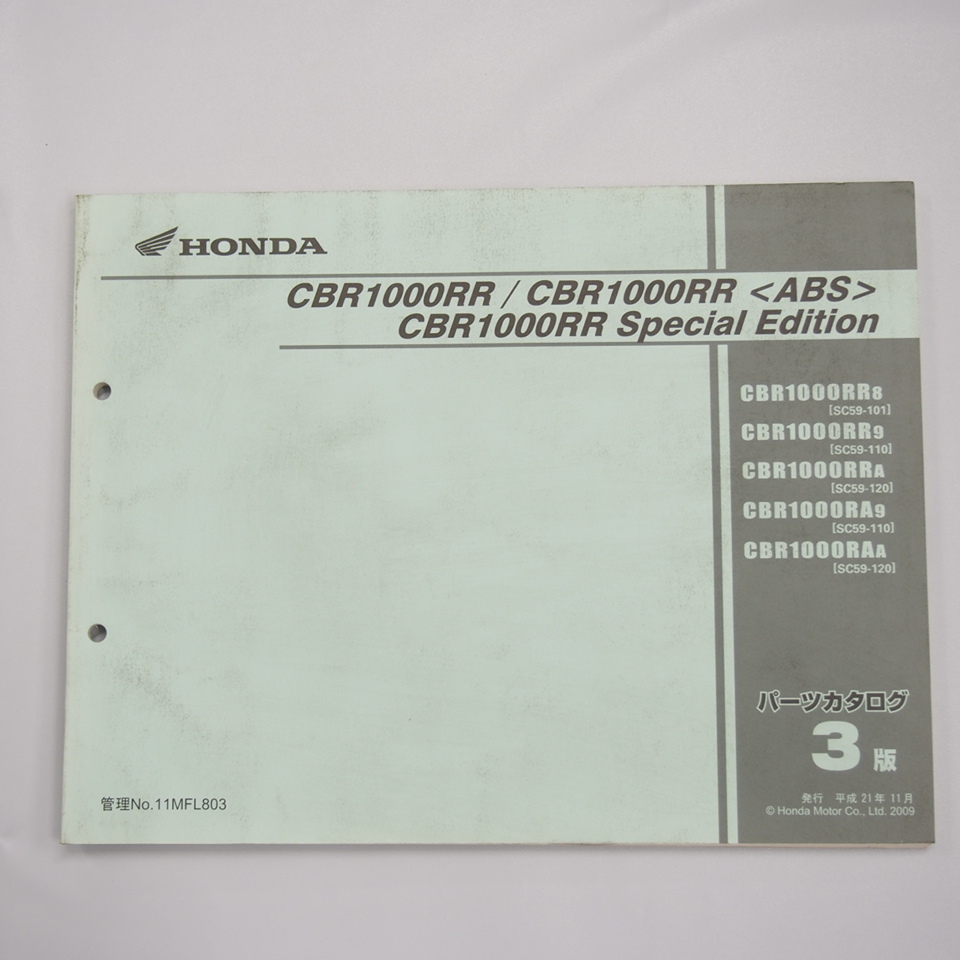 HONDA
CBR1000RR / CBR1000RR <ABS>
CBR1000RR Special Edition
CBR1000RR8
[SC59-101]
CBR1000RR9
[SC59-110]
CBR1000RRA
[SC59-120]
CBR1000RA9
[SC59-110]
CBR1000RAA
[SC59-120]
パーツカタログ
3版
管理No.11MFL803
発行 平成 21年 11月
© Honda Motor Co., Ltd. 2009